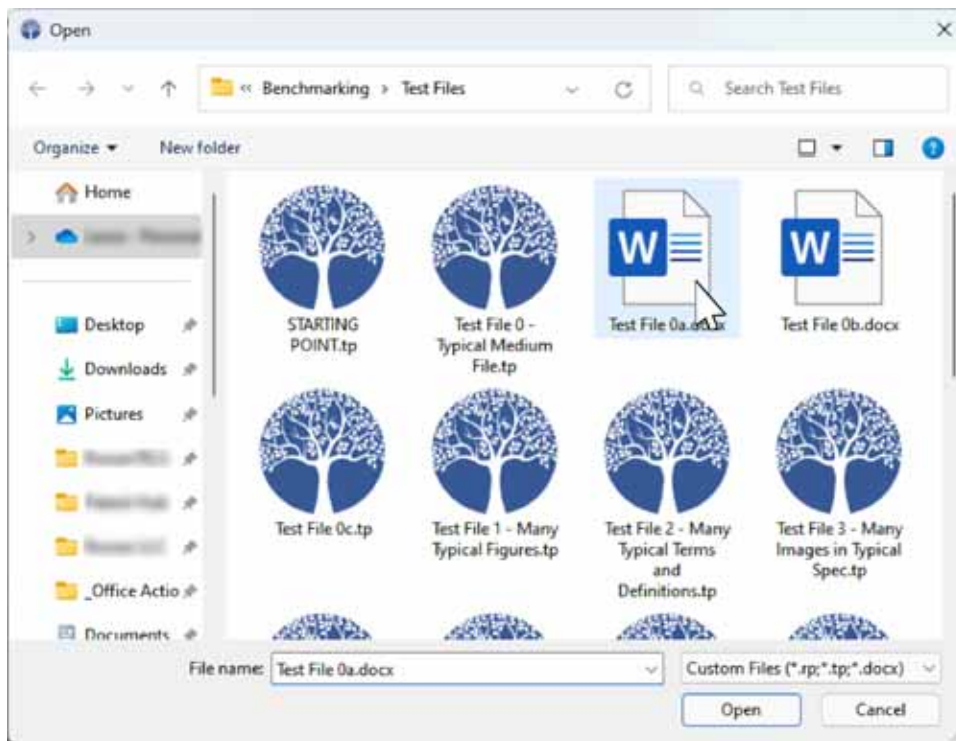 Open
« Benchmarking > Test Files
Search Test Files
Organize
New folder
Home
Desktop
Downloads
Pictures
_Office Actio
Documents
STARTING
POINT.tp
Test File 0 -
Typical Medium
File.tp
W
Test File 0a.docx
W
Test File 0b.docx
Test File 0c.tp
Test File 1 - Many
Typical Figures.tp
Test File 2 - Many
Typical Terms
and
Definitions.tp
Test File 3 - Many
Images in Typical
Spec.tp
File name:
Test File 0a.docx
Custom Files (*.rp;*.tp;*.docx)
Open
Cancel